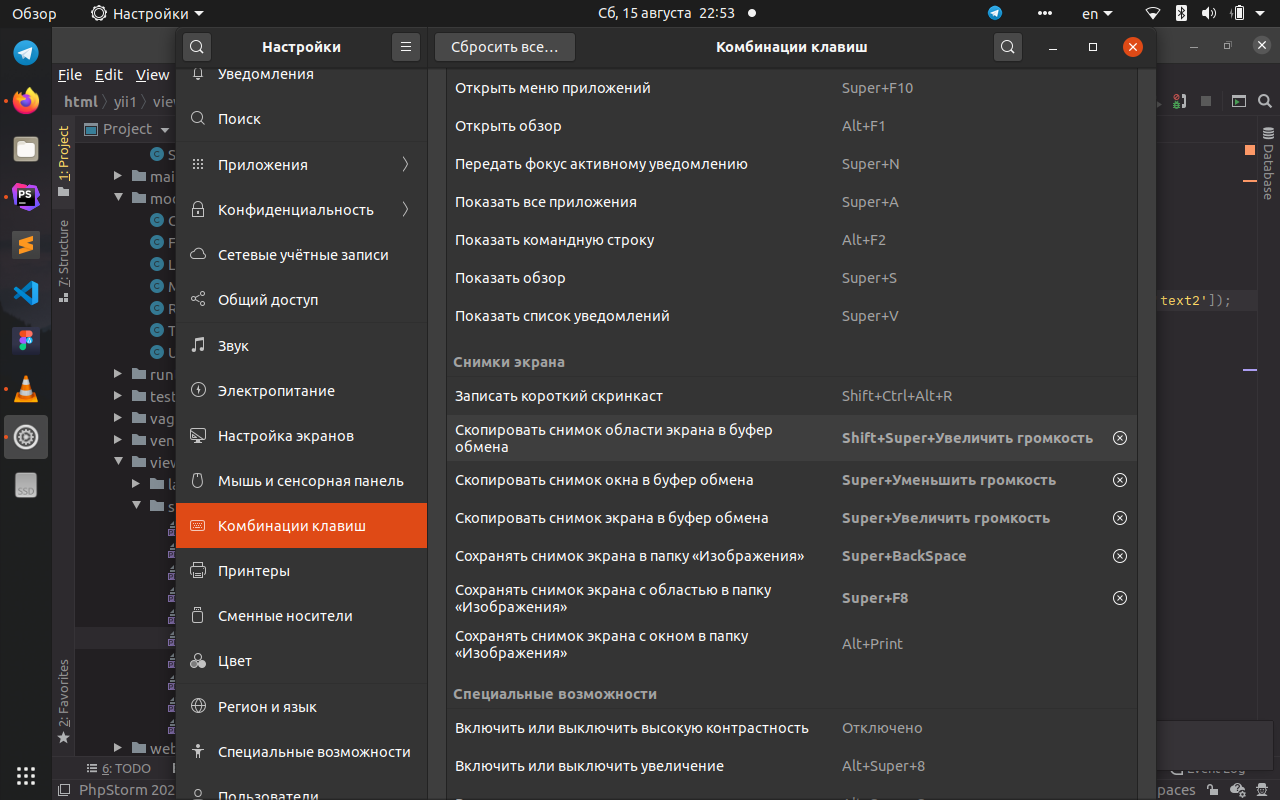 Обзор
Настройки
Сб, 15 августа 22:53
en
Настройки
Сбросить все…
Комбинации клавиш
File Edit View
html yii1
Project
1: Project
7: Structure
2: Favorites
run
6: TODO
Уведомления
Поиск
Приложения
Конфиденциальность
Сетевые учётные записи
Общий доступ
Звук
Электропитание
Настройка экранов
Мышь и сенсорная панель
Комбинации клавиш
Принтеры
Сменные носители
Цвет
Регион и язык
Специальные возможности
Пользователи
Открыть меню приложений Super+F10
Открыть обзор Alt+F1
Передать фокус активному уведомлению Super+N
Показать все приложения Super+A
Показать командную строку Alt+F2
Показать обзор Super+S
Показать список уведомлений Super+V
Снимки экрана
Записать короткий скринкаст Shift+Ctrl+Alt+R
Скопировать снимок области экрана в буфер
обмена
Shift+Super+Увеличить громкость
Скопировать снимок окна в буфер обмена Super+Уменьшить громкость
Скопировать снимок экрана в буфер обмена Super+Увеличить громкость
Сохранять снимок экрана в папку «Изображения» Super+BackSpace
Сохранять снимок экрана с областью в папку
«Изображения»
Super+F8
Сохранять снимок экрана с окном в папку
«Изображения»
Alt+Print
Специальные возможности
Включить или выключить высокую контрастность Отключено
Включить или выключить увеличение Alt+Super+8
Database
text2']);
Event Log
PhpStorm 202
paces
PS
SSD